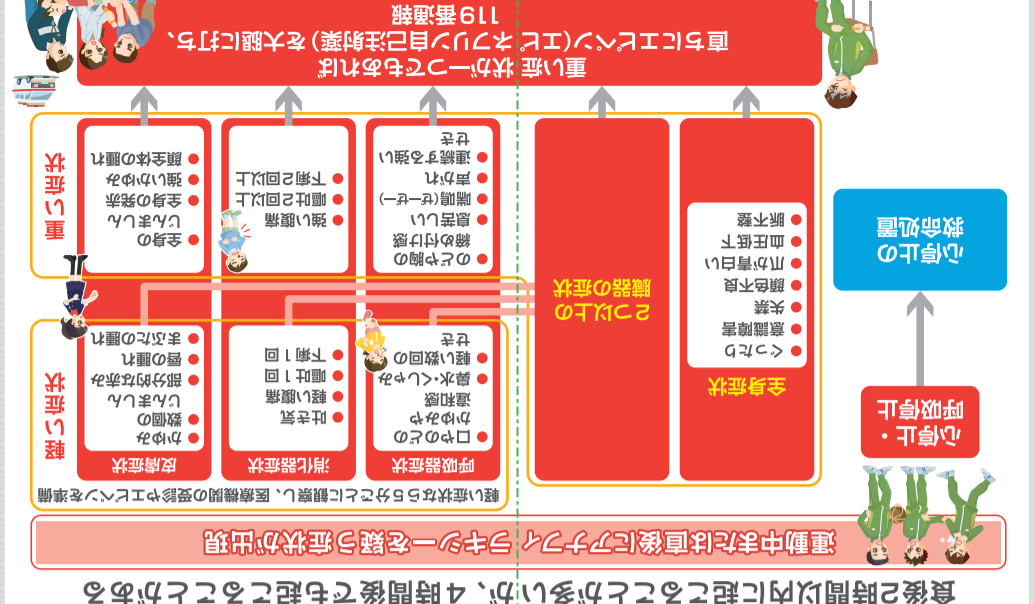 食後2時間以内に起こることが多いが、４時間後でも起こることがある
運動中または直後にアナフィラキシーを疑う症状が出現
心停止・
呼吸停止
心停止の
救命処置
全身症状
ぐったり
意識障害
失禁
顔色不良
爪が青白い
血圧低下
脈不整
２つ以上の
臓器の症状
軽い症状なら５分ごとに観察し、医療機関の受診やエピペンを準備
呼吸器症状
口やのどの
かゆみや
違和感
鼻水・くしゃみ
軽い数回の
せき
消化器症状
吐き気
軽い腹痛
嘔吐１回
下痢１回
皮膚症状
かゆみ
数個の
じんましん
部分的な赤み
唇の腫れ
まぶたの腫れ
軽い症状
のどや胸の
締め付け感
息苦しい
喘鳴(ぜーぜー)
声がれ
連続する強い
せき
強い腹痛
嘔吐２回以上
下痢２回以上
全身の
じんましん
全身の発赤
強いかゆみ
顔全体の腫れ
重い症状
重い症状が一つでもあれば
直ちにエピペン(エピネフリン自己注射薬)を大腿に打ち、
119番通報